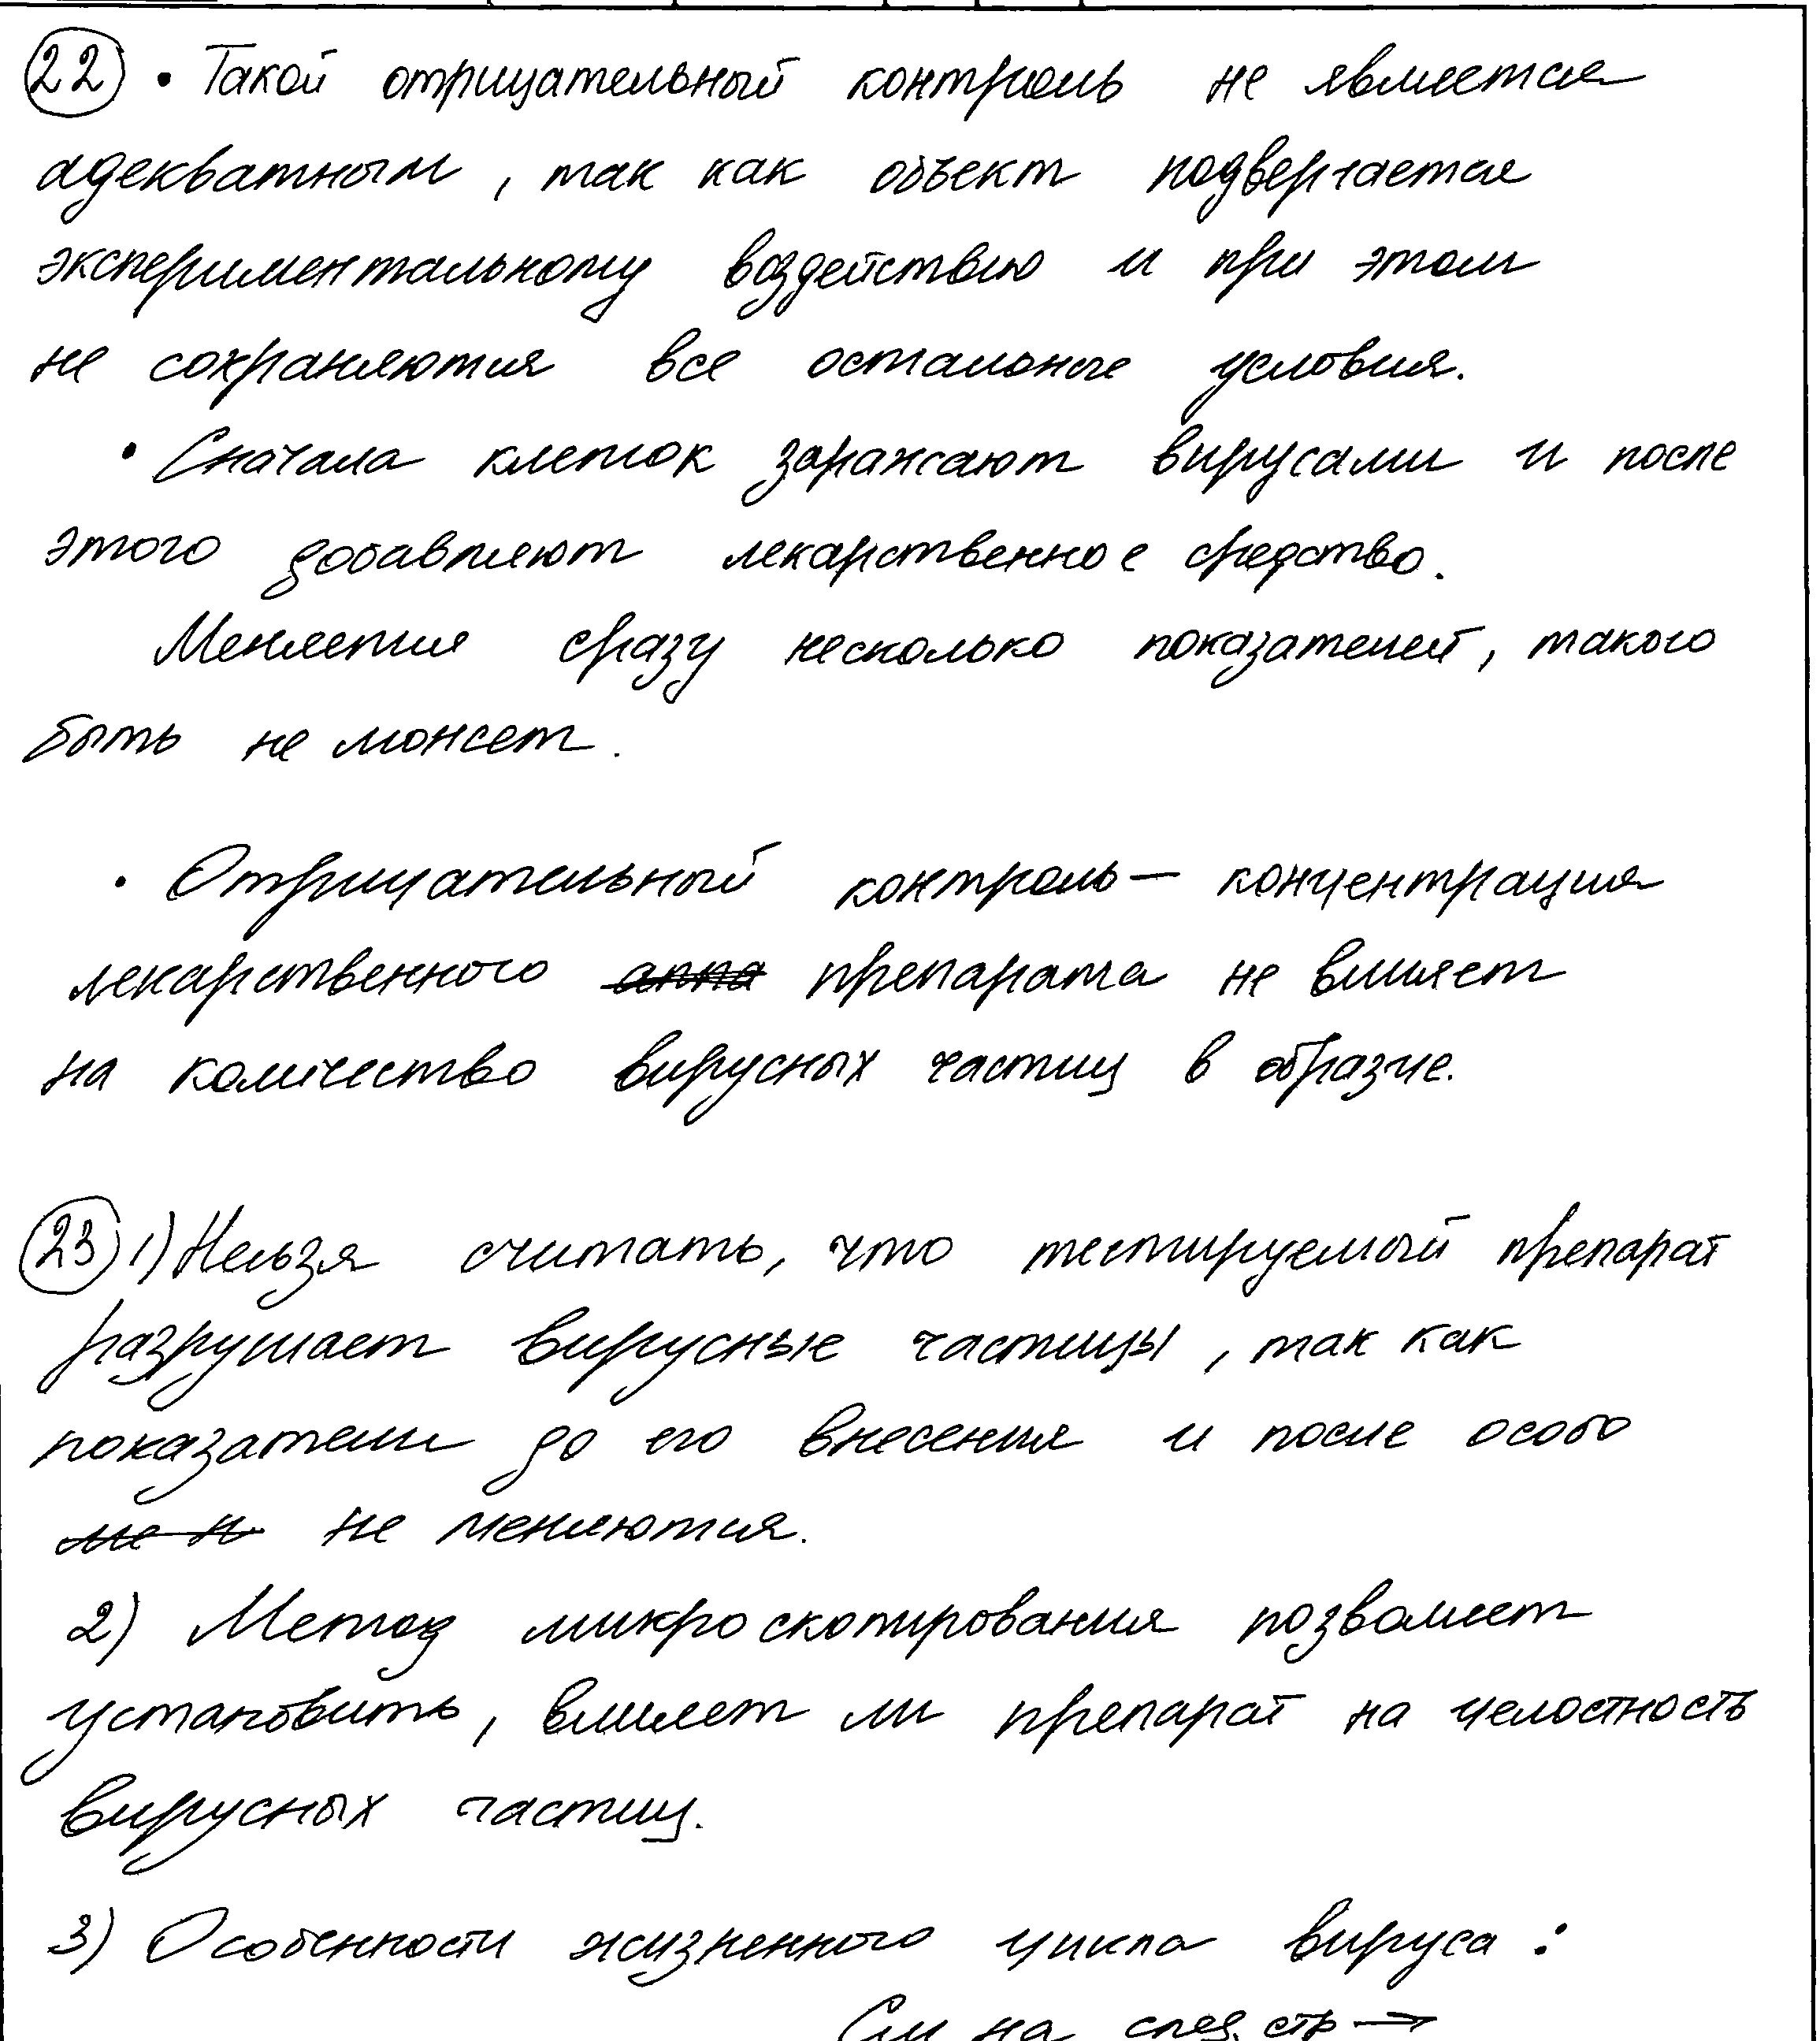 22 • Такой отрицательный контроль не является
адекватным, так как объект подвергается
экспериментальному воздействию и при этом
не сохраняются все остальные условия.
• Сначала клеток заражают вирусами и после
этого добавляют лекарственное средство.
Меняется сразу несколько показателей, такого
быть не может.
• Отрицательный контроль — концентрация
лекарственного аппа препарата не влияет
на количество вирусных частиц в образце.
23 1) Нельзя считать, что тестируемый препарат
разрушает вирусные частицы, так как
показатели до его внесения и после особо
ме н не меняются.
2) Метод микроскопирования позволяет
установить, влияет ли препарат на целостность
вирусных частиц.
3) Особенности жизненного цикла вируса:
См на след. стр →